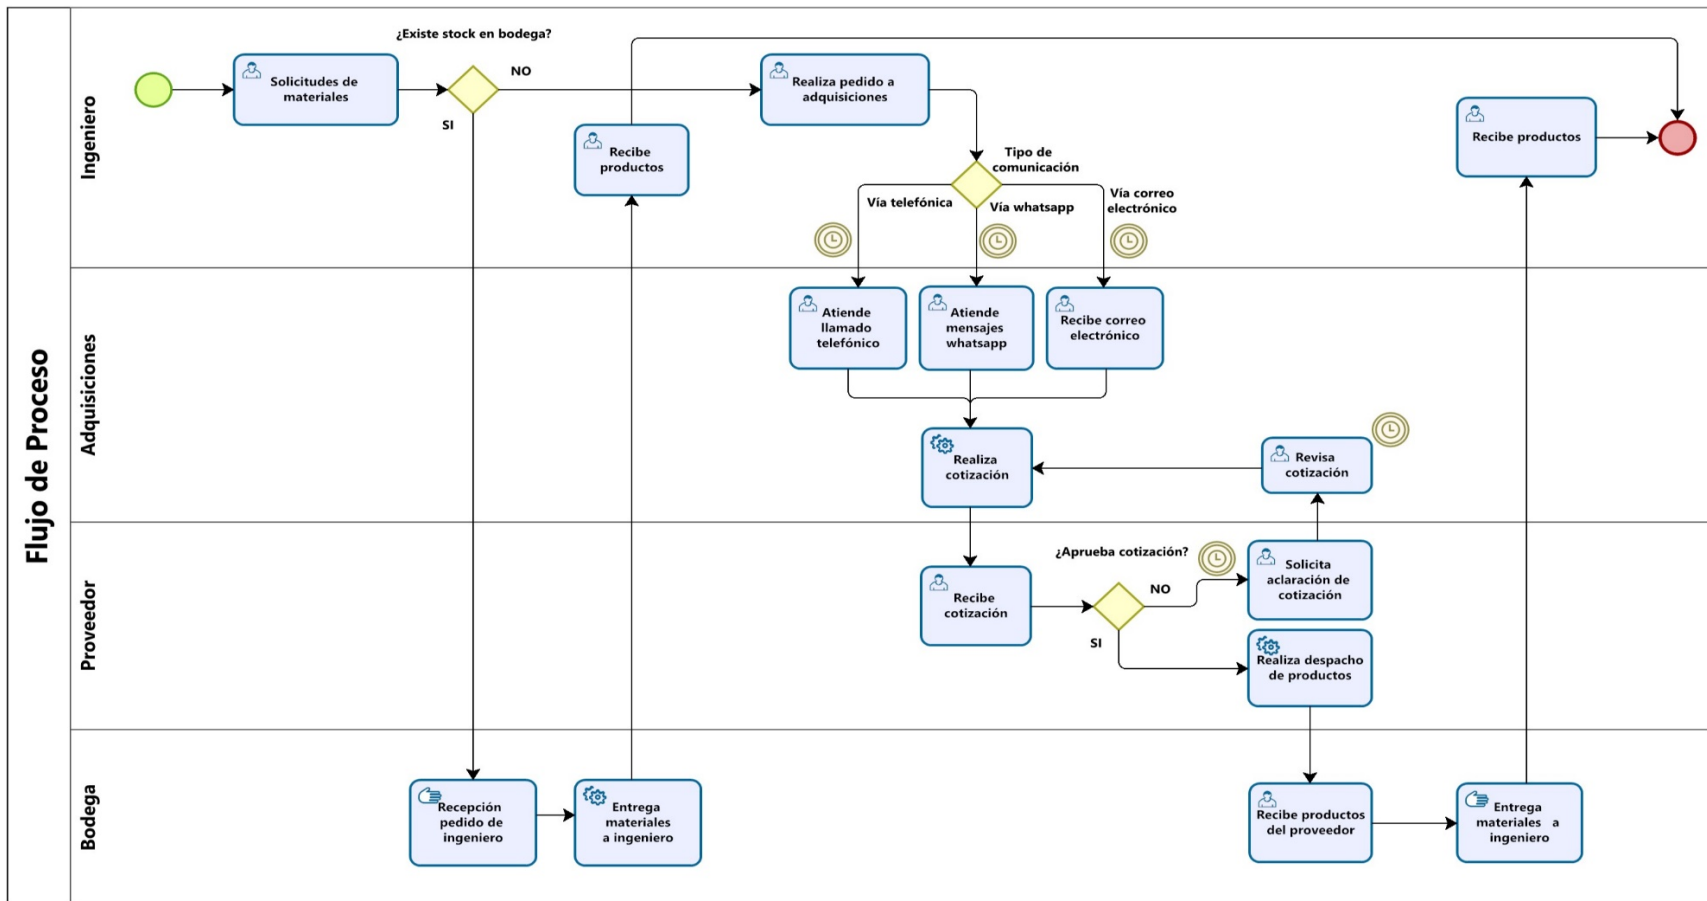 Flujo de Proceso
Ingeniero
¿Existe stock en bodega?
Solicitudes de
materiales
NO
SI
Recibe
productos
Realiza pedido a
adquisiciones
Tipo de
comunicación
Vía telefónica
Vía whatsapp
Vía correo
electrónico
Recibe productos
Adquisiciones
Atiende
llamado
telefónico
Atiende
mensajes
whatsapp
Recibe correo
electrónico
Realiza
cotización
Revisa
cotización
Proveedor
Recibe
cotización
¿Aprueba cotización?
NO
SI
Solicita
aclaración de
cotización
Realiza despacho
de productos
Bodega
Recepción
pedido de
ingeniero
Entrega
materiales
a ingeniero
Recibe productos
del proveedor
Entrega
materiales a
ingeniero